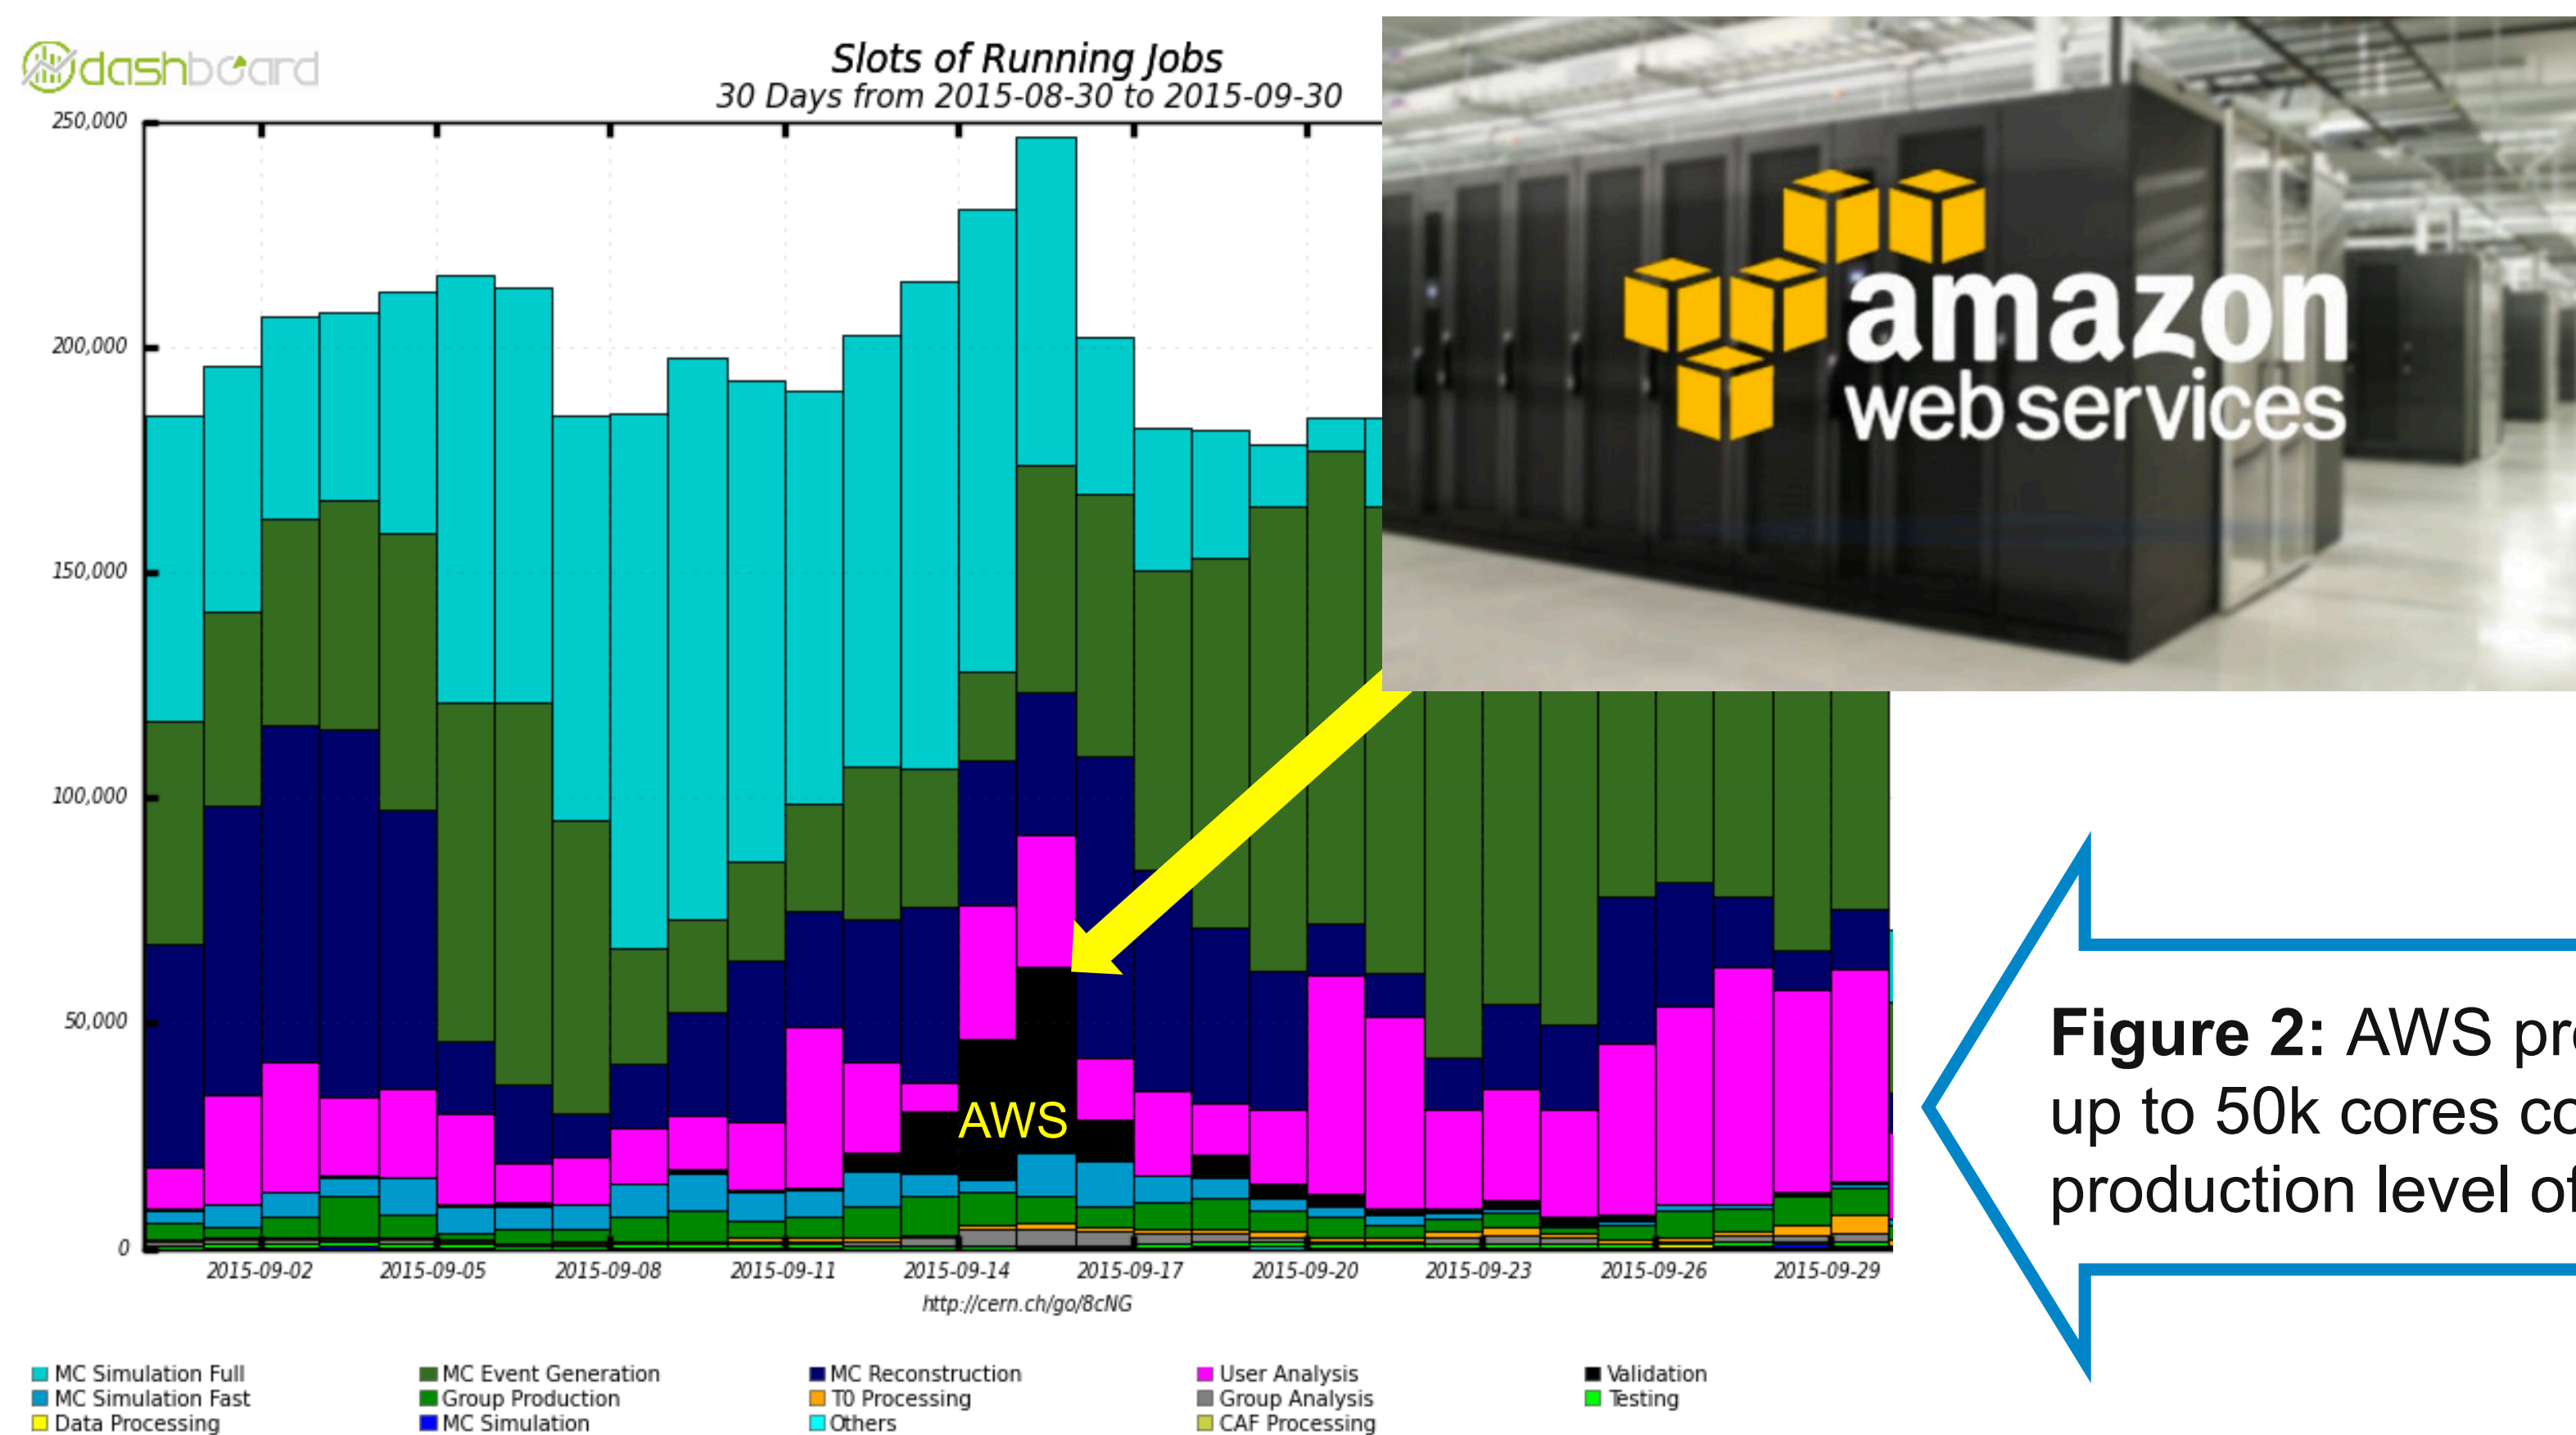 dashboard
Slots of Running Jobs
30 Days from 2015-08-30 to 2015-09-30
250,000
200,000
150,000
100,000
50,000
0
amazon
web services
AWS
2015-09-02 2015-09-05 2015-09-08 2015-09-11 2015-09-14 2015-09-17 2015-09-20 2015-09-23 2015-09-26 2015-09-29
http://cern.ch/go/8cNG
Figure 2: AWS
up to 50k cores
production level
MC Simulation Full MC Event Generation MC Reconstruction User Analysis Validation
MC Simulation Fast Group Production T0 Processing Group Analysis Testing
Data Processing MC Simulation Others CAF Processing